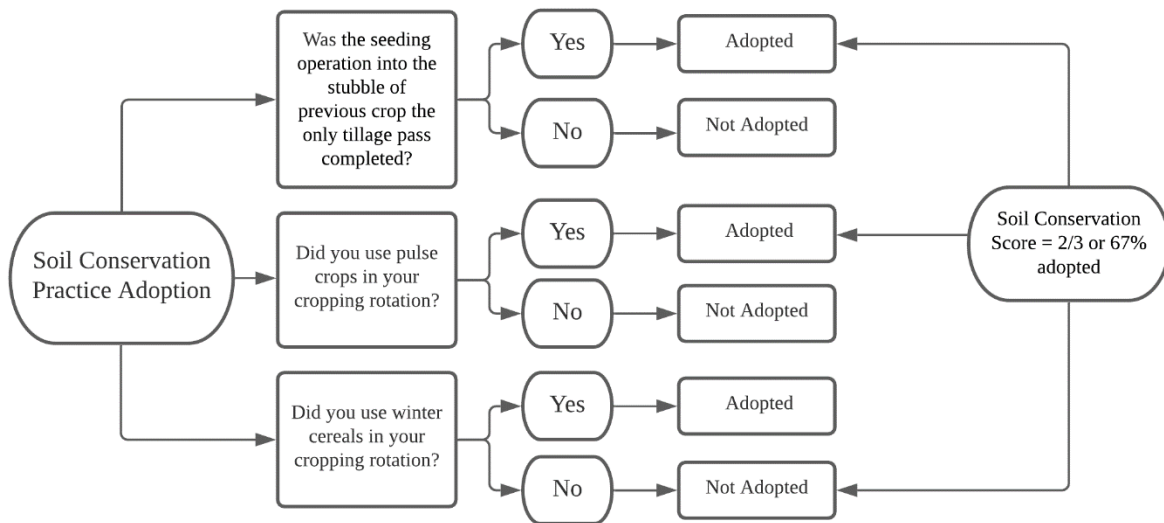 Was the seeding
operation into the
stubble of
previous crop the
only tillage pass
completed?
Yes
Adopted
No
Not Adopted
Soil Conservation
Practice Adoption
Did you use pulse
crops in your
cropping rotation?
Yes
Adopted
No
Not Adopted
Soil Conservation
Score = 2/3 or 67%
adopted
Did you use winter
cereals in your
cropping rotation?
Yes
Adopted
No
Not Adopted